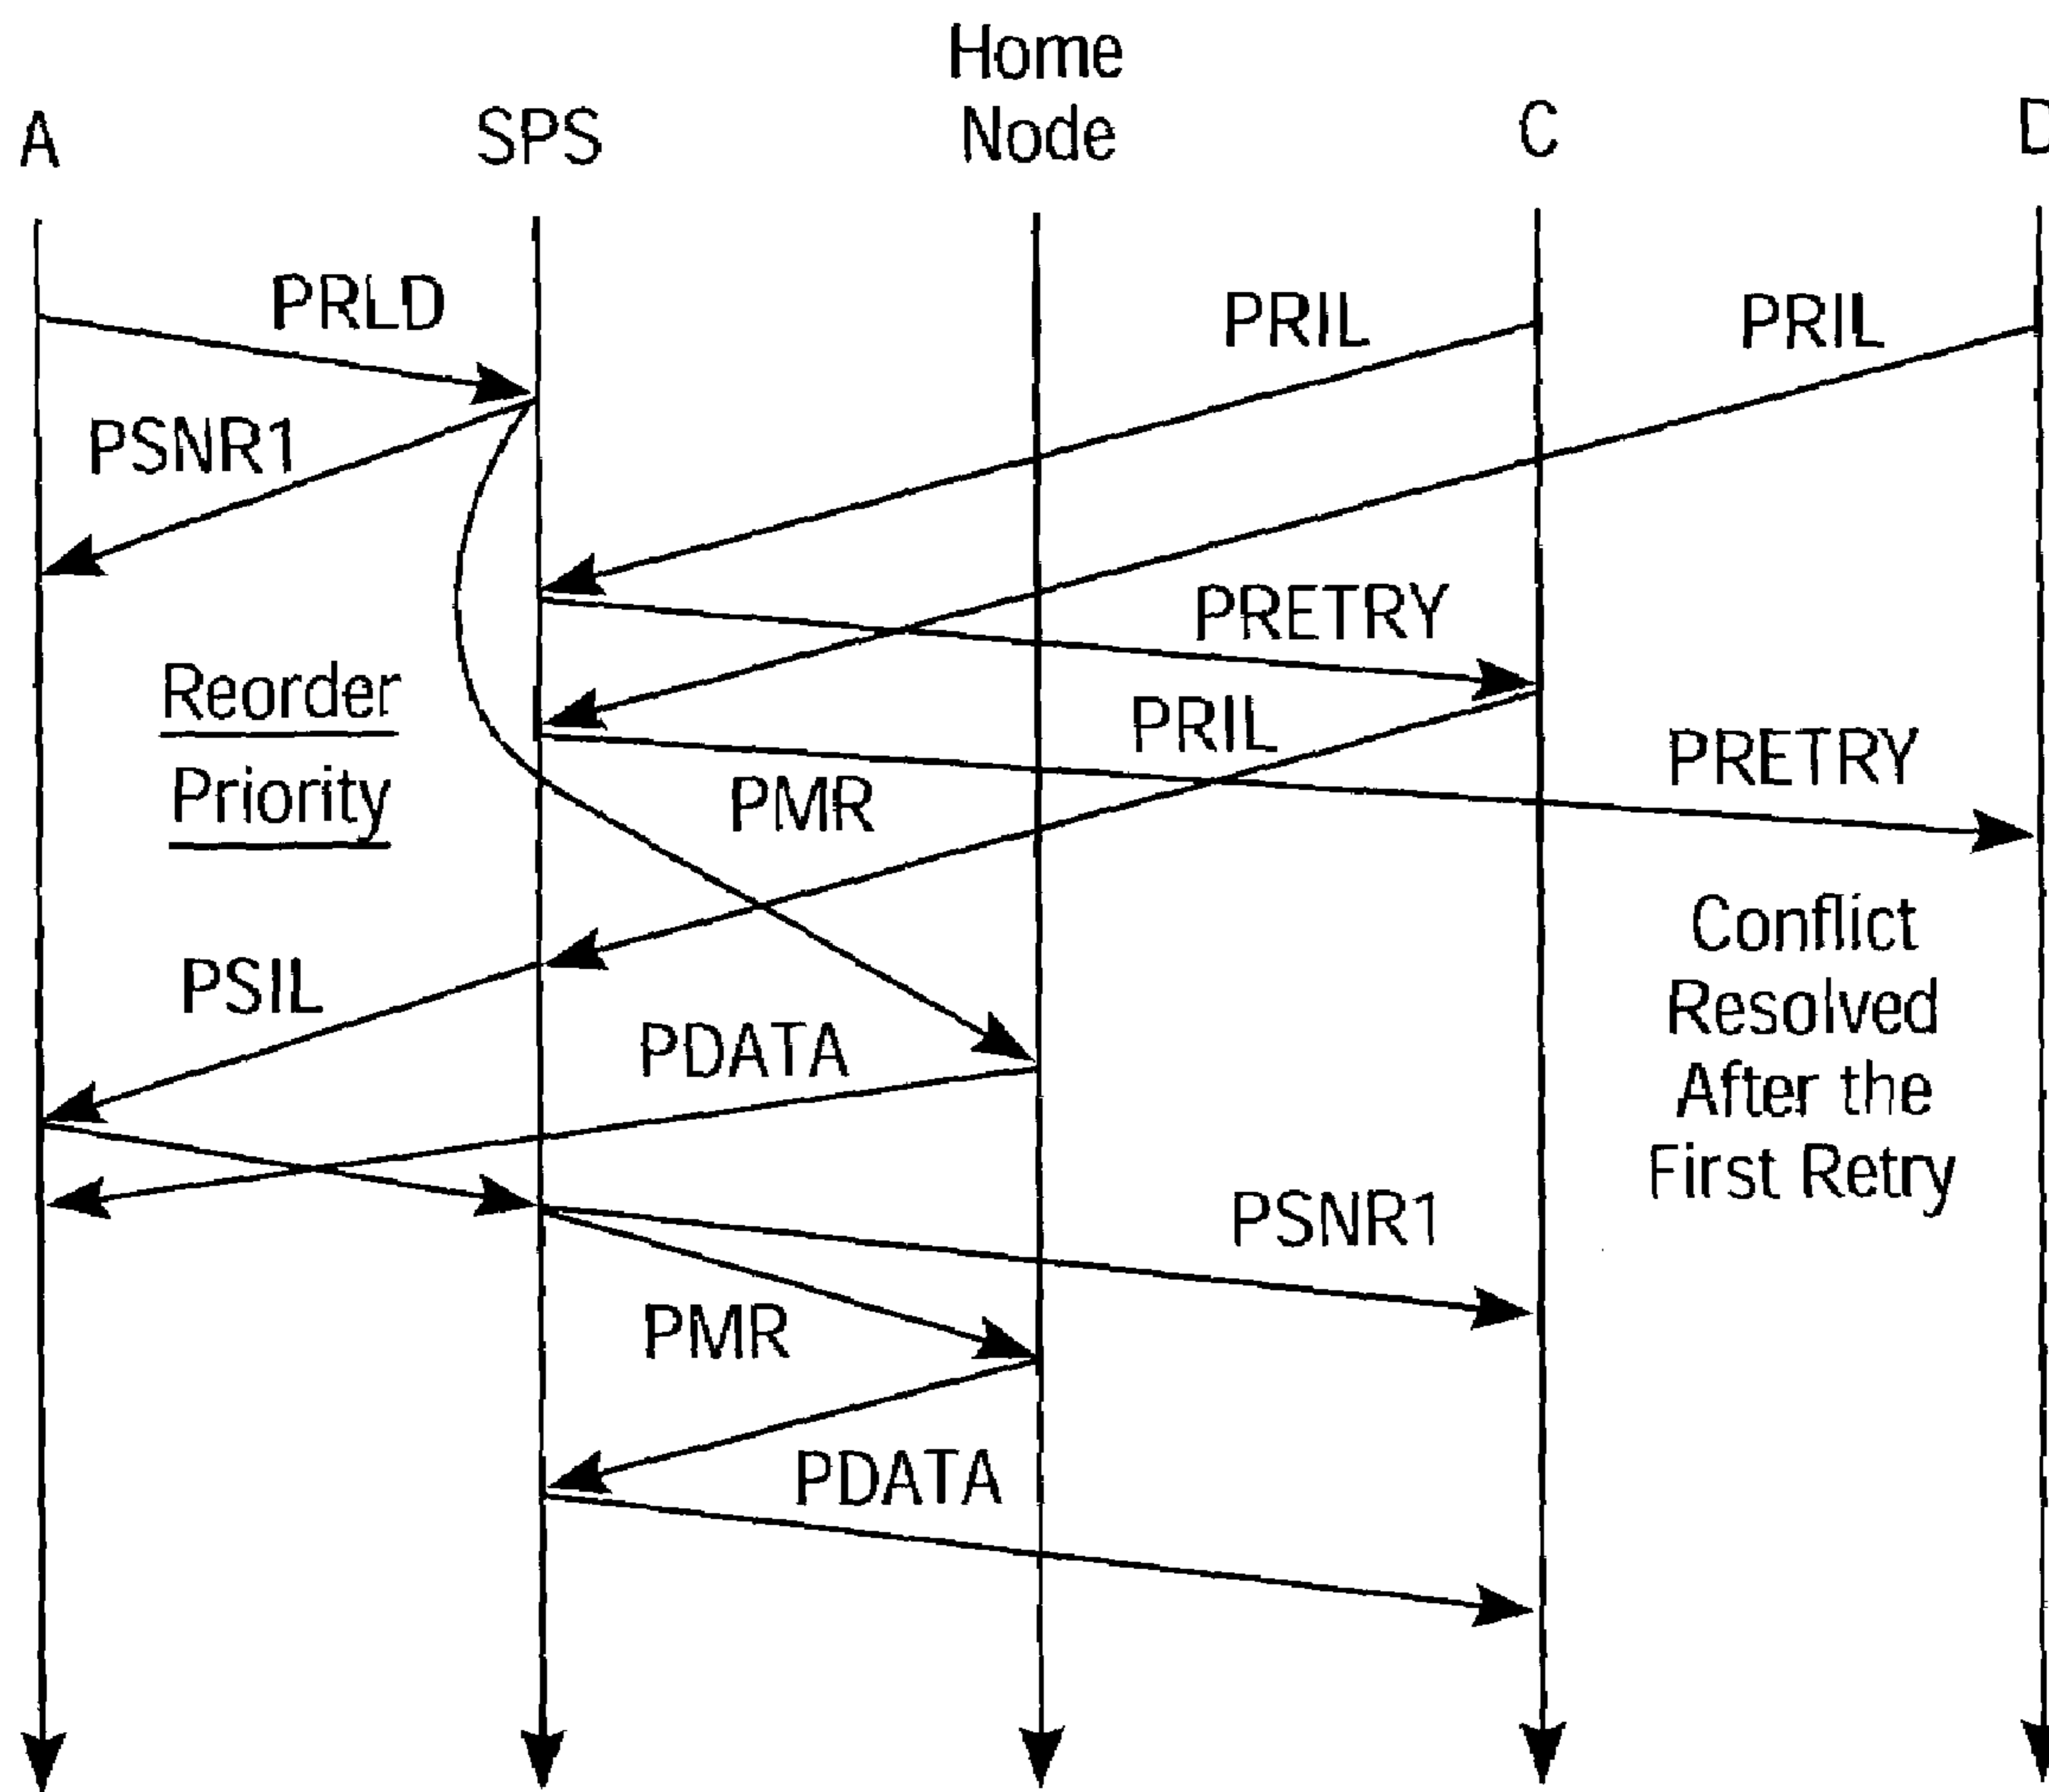 Home
Node
A
SPS
C
D
PRLD
PRIL
PRIL
PSNR1
PRETRY
Reorder
Priority
PRIL
PRETRY
PMR
Conflict
Resolved
After the
First Retry
PSIL
PDATA
PSNR1
PMR
PDATA